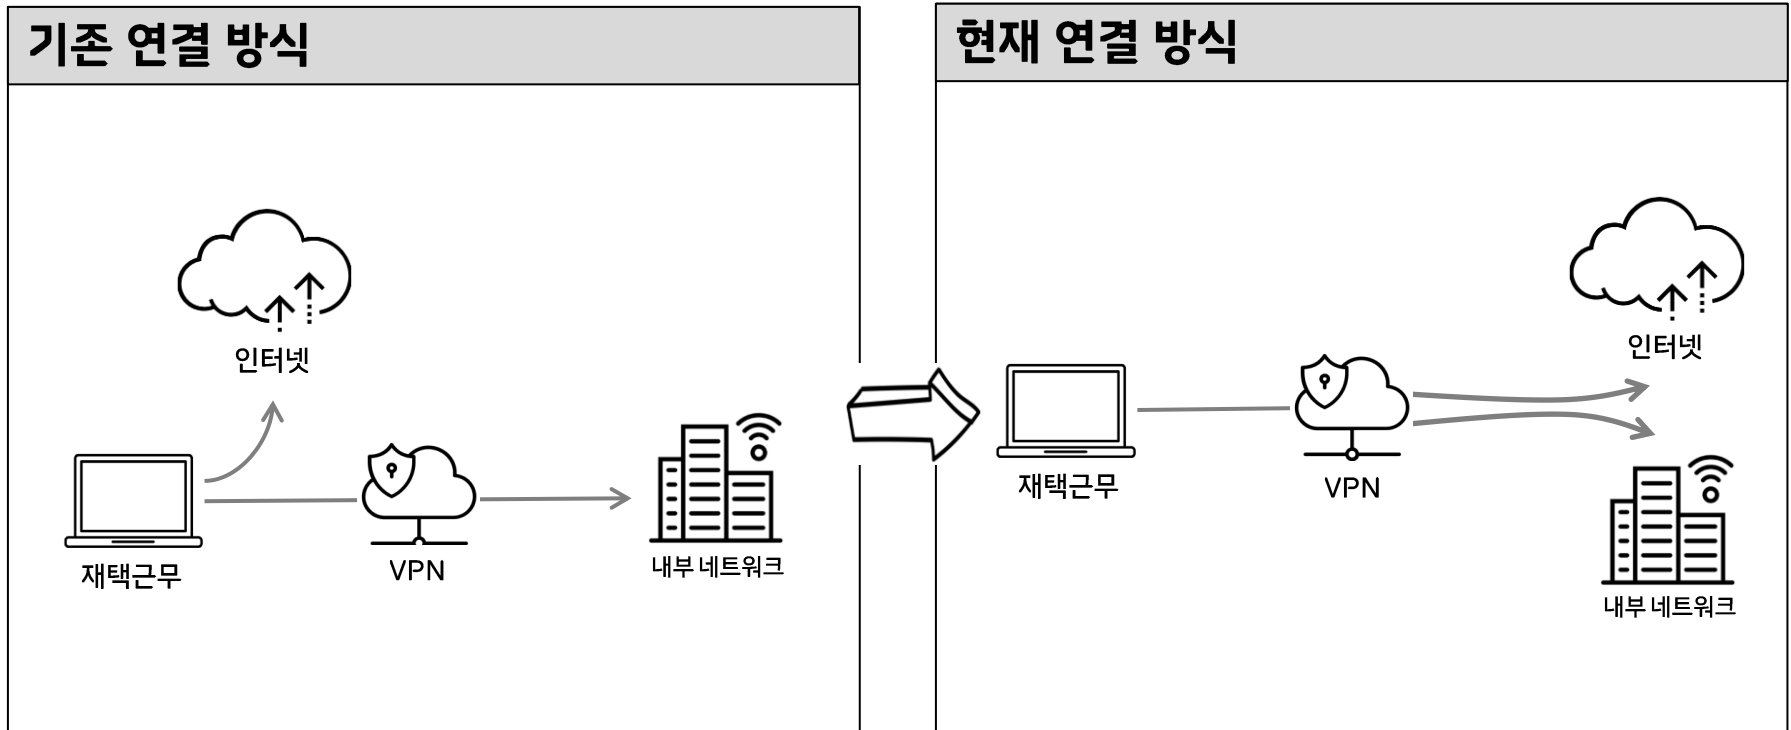 기존 연결 방식
인터넷
재택근무
VPN
내부 네트워크
현재 연결 방식
인터넷
재택근무
VPN
내부 네트워크